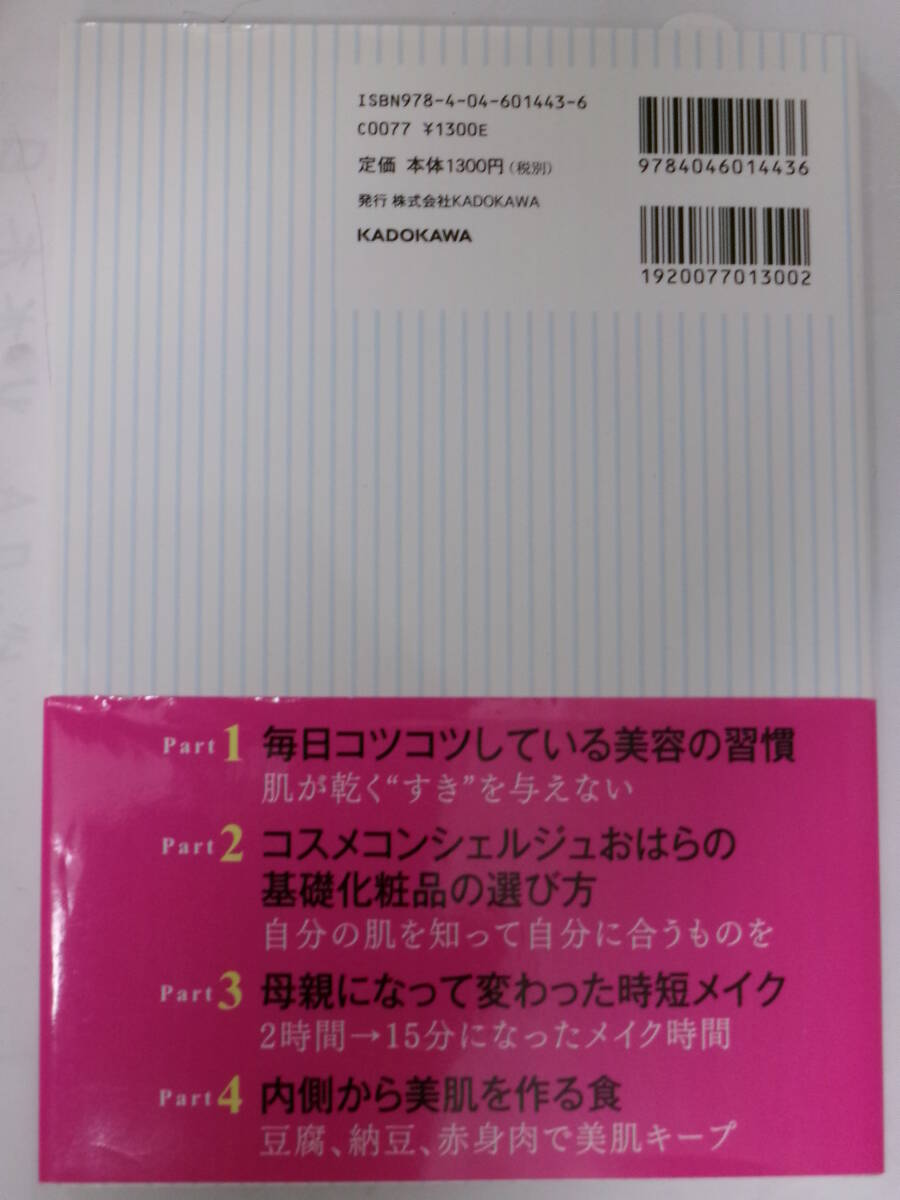 ISBN978-4-04-601443-6
C0077 ¥1300E
定価 本体1300円(税別)
発行 株式会社KADOKAWA
KADOKAWA
9784046014436
1920077013002
Part 1 毎日コツコツしている美容の習慣
肌が乾く“すき”を与えない
Part 2 コスメコンシェルジュおはらの
基礎化粧品の選び方
自分の肌を知って自分に合うものを
Part 3 母親になって変わった時短メイク
2時間→15分になったメイク時間
Part 4 内側から美肌を作る食
豆腐、納豆、赤身肉で美肌キープ